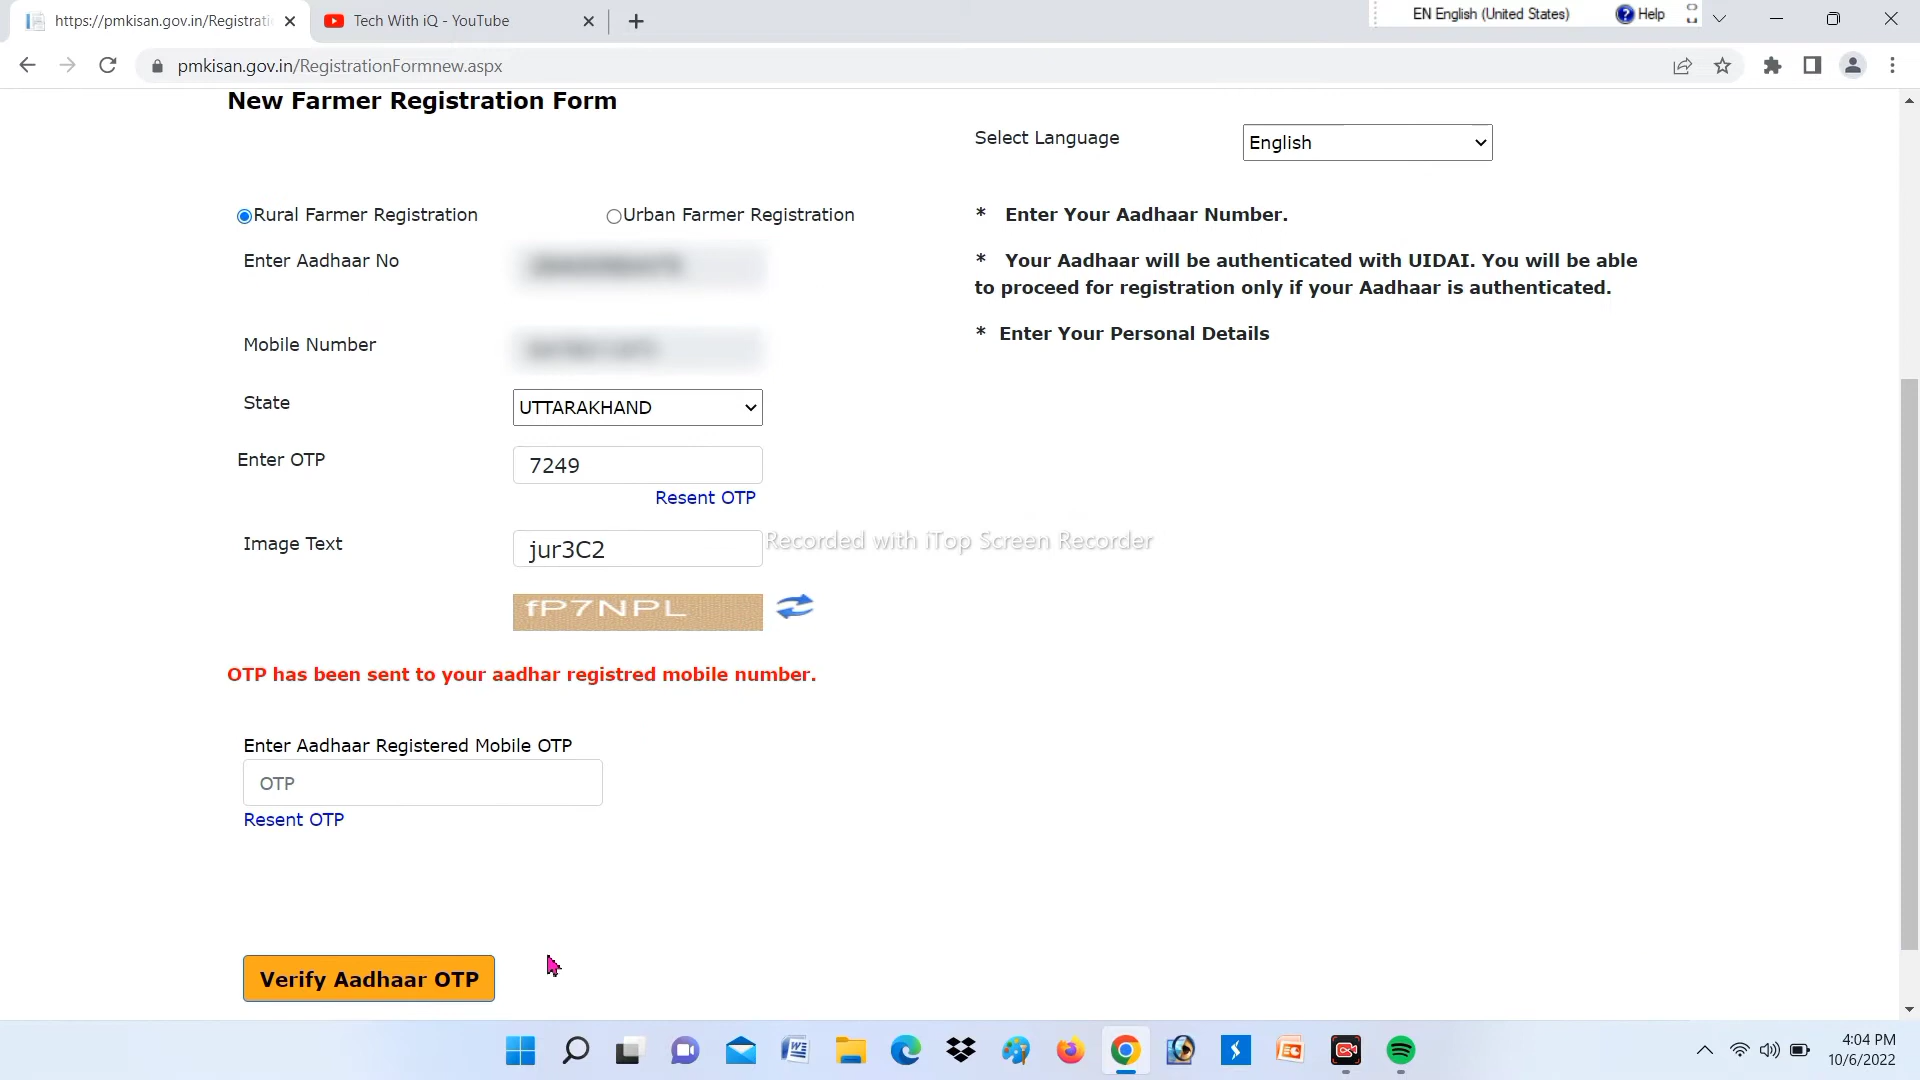 https://pmkisan.gov.in/Registrati
Tech With iQ - YouTube
EN English (United States)
Help
pmkisan.gov.in/RegistrationFormnew.aspx
New Farmer Registration Form
Select Language
English
Rural Farmer Registration
Urban Farmer Registration
* Enter Your Aadhaar Number.
Enter Aadhaar No
* Your Aadhaar will be authenticated with UIDAI. You will be able
to proceed for registration only if your Aadhaar is authenticated.
Mobile Number
* Enter Your Personal Details
State
UTTARAKHAND
Enter OTP
7249
Resent OTP
Image Text
jur3C2
Recorded with iTop Screen Recorder
fP7NPL
OTP has been sent to your aadhar registred mobile number.
Enter Aadhaar Registered Mobile OTP
OTP
Resent OTP
Verify Aadhaar OTP
4:04 PM
10/6/2022